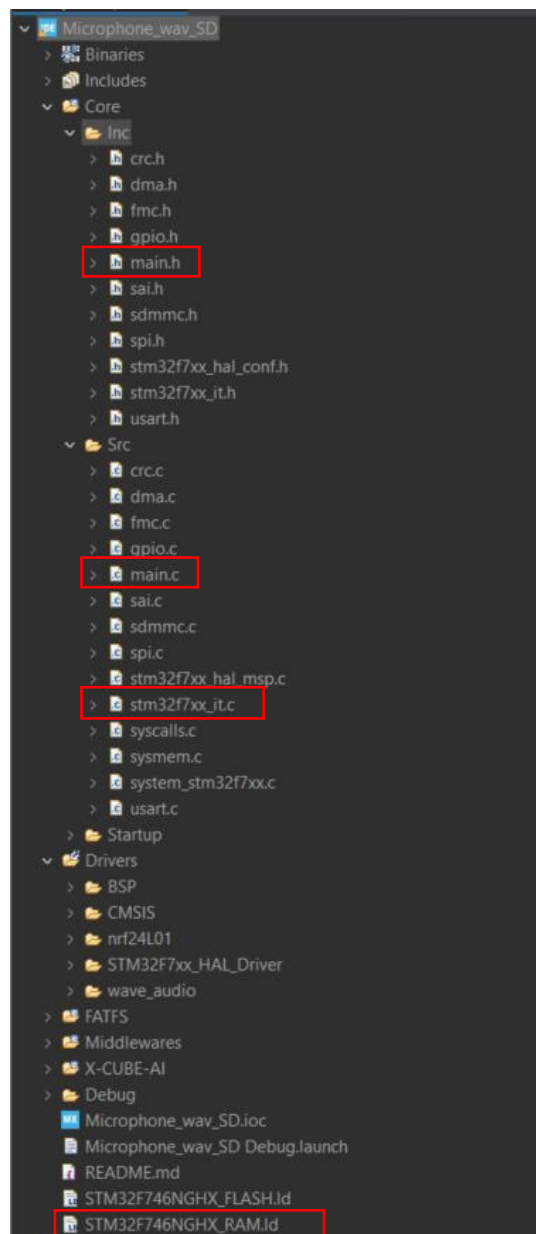 Microphone_wav_SD
Binaries
Includes
Core
Inc
crc.h
dma.h
fmc.h
gpio.h
main.h
sai.h
sdmmc.h
spi.h
stm32f7xx_hal_conf.h
stm32f7xx_it.h
usart.h
Src
crc.c
dma.c
fmc.c
gpio.c
main.c
sai.c
sdmmc.c
spi.c
stm32f7xx_hal_msp.c
stm32f7xx_it.c
syscalls.c
sysmem.c
system_stm32f7xx.c
usart.c
Startup
Drivers
BSP
CMSIS
nrf24L01
STM32F7xx_HAL_Driver
wave_audio
FATFS
Middlewares
X-CUBE-AI
Debug
Microphone_wav_SD.ioc
Microphone_wav_SD Debug.launch
README.md
STM32F746NGHX_FLASH.ld
STM32F746NGHX_RAM.ld